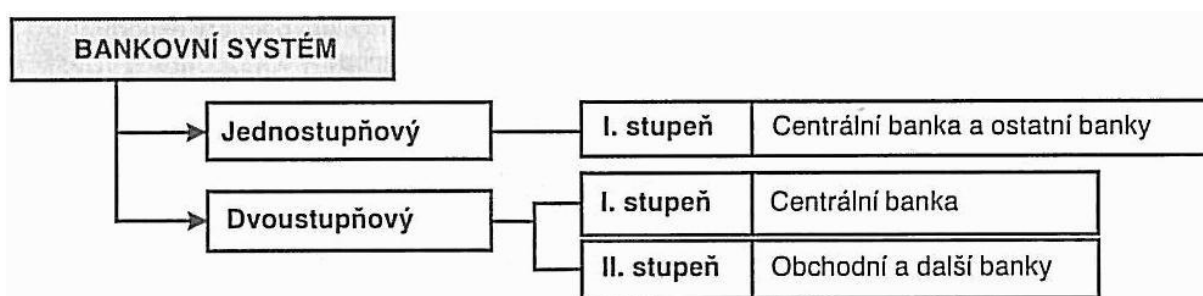 BANKOVNÍ SYSTÉM
Jednostupňový
I. stupeň
Centrální banka a ostatní banky
Dvoustupňový
I. stupeň
Centrální banka
II. stupeň
Obchodní a další banky